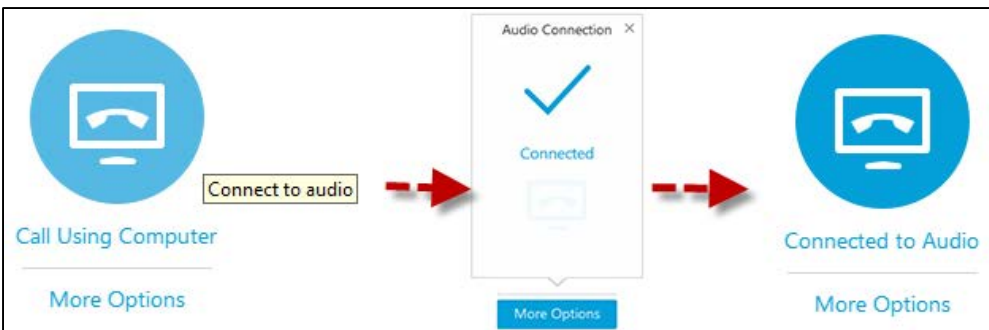 Connect to audio
Call Using Computer
More Options
Audio Connection
Connected
More Options
Connected to Audio
More Options